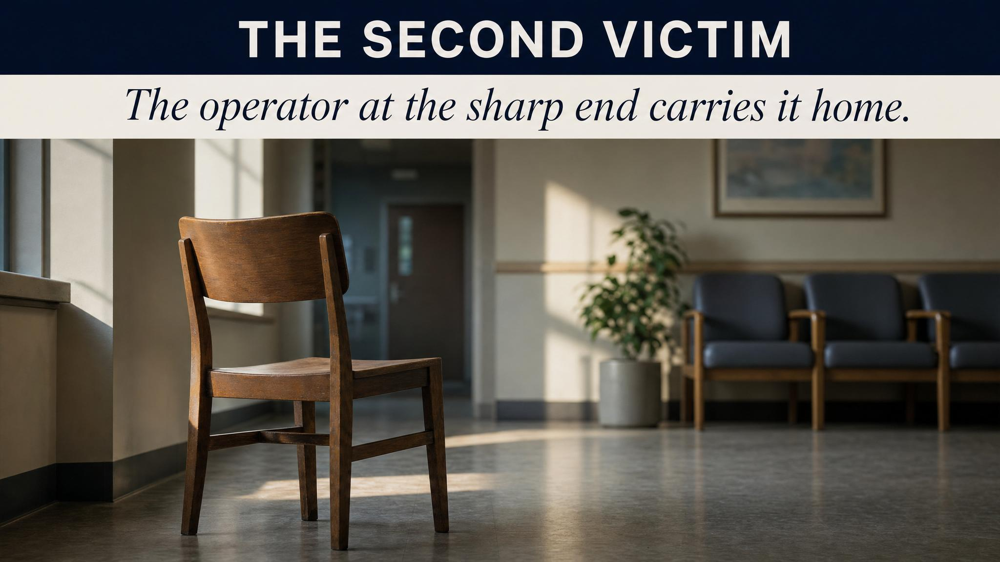 THE SECOND VICTIM
The operator at the sharp end carries it home.